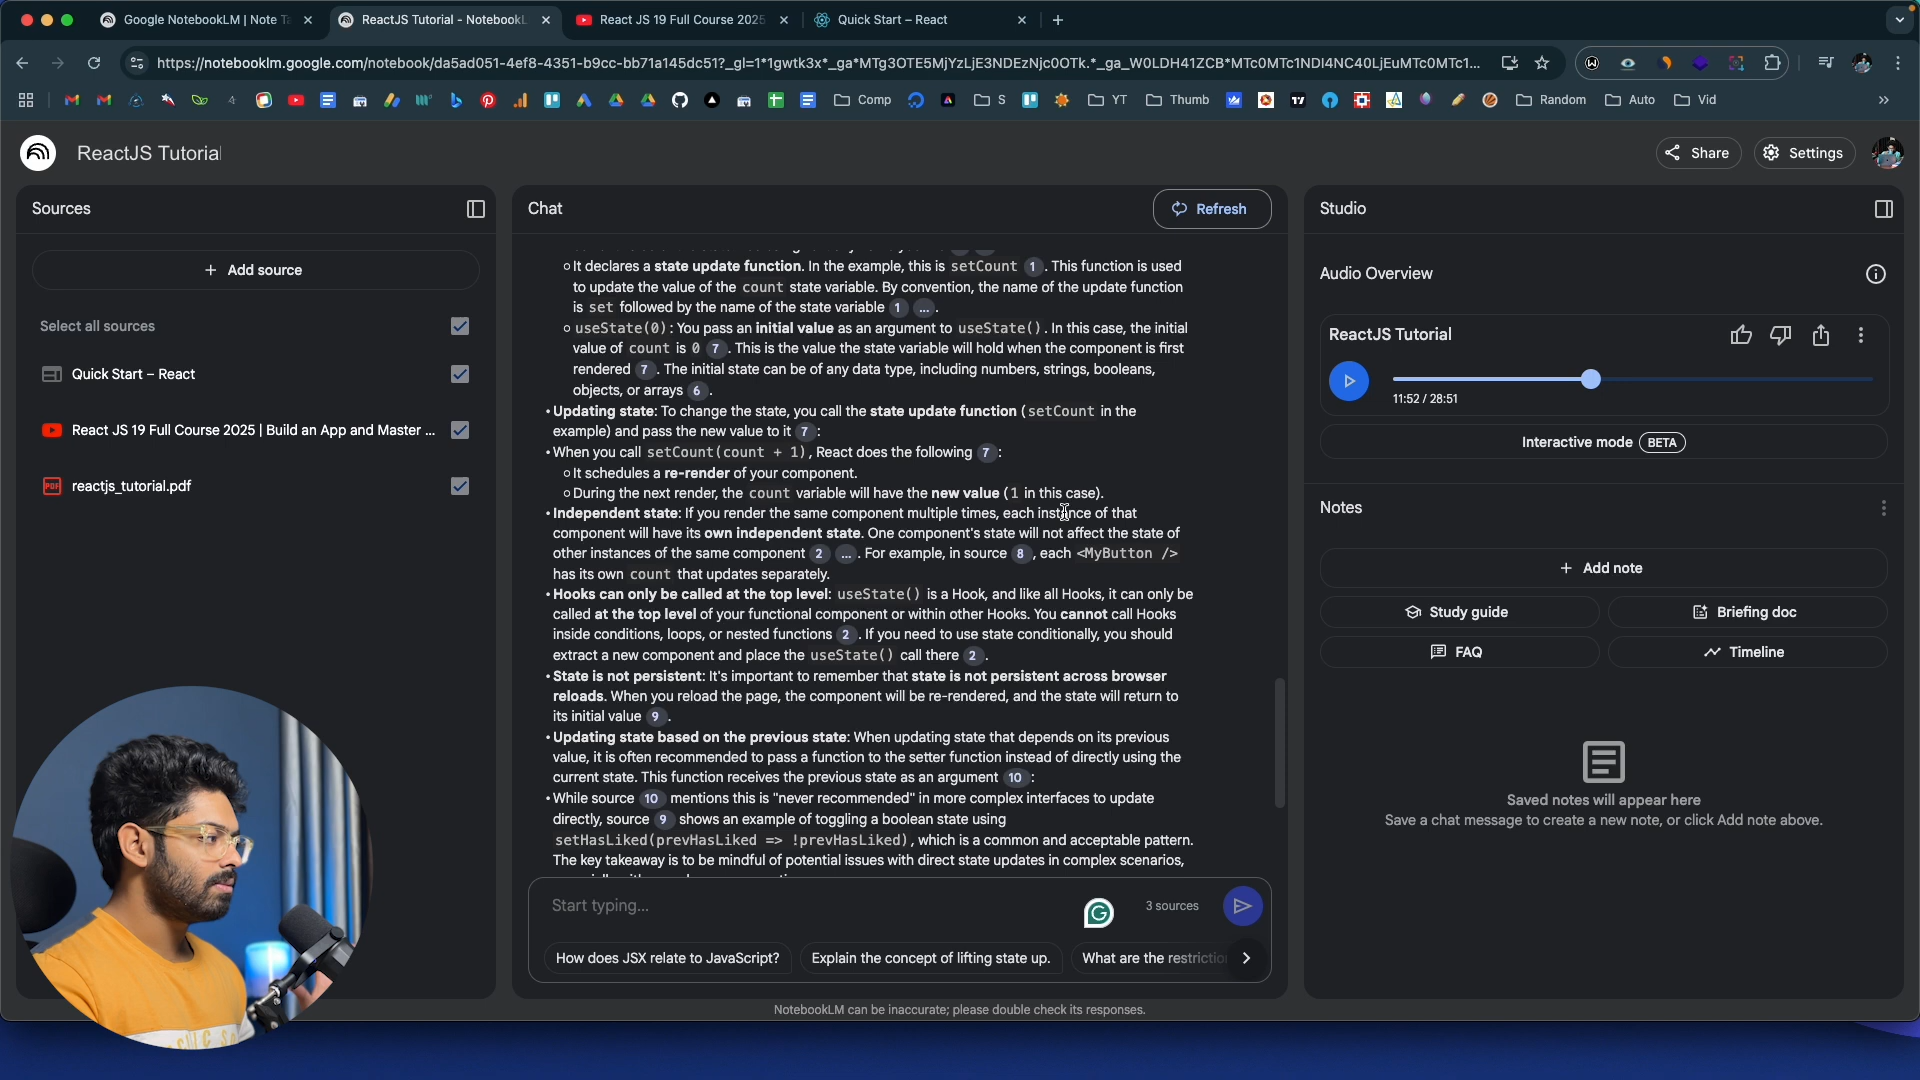 Google NotebookLM | Note T
ReactJS Tutorial - NotebookL
React JS 19 Full Course 2025
Quick Start – React
https://notebooklm.google.com/notebook/da5ad051-4ef8-4351-b9cc-bb71a145dc51?_gl=1*1gwtk3x*_ga*MTg3OTE5MjYzLjE3NDEzNjc0OTk.*_ga_W0LDH41ZCB*MTc0MTc1NDI4NC40LjEuMTc0MTc1...
Comp
S
YT
Thumb
Random
Auto
Vid
ReactJS Tutorial
Share
Settings
Sources
Add source
Select all sources
Quick Start – React
React JS 19 Full Course 2025 | Build an App and Master ...
PDF reactjs_tutorial.pdf
Chat
Refresh
It declares a state update function. In the example, this is setCount 1 . This function is used
to update the value of the count state variable. By convention, the name of the update function
is set followed by the name of the state variable 1 ... .
useState(0): You pass an initial value as an argument to useState(). In this case, the initial
value of count is 0 7 . This is the value the state variable will hold when the component is first
rendered 7 . The initial state can be of any data type, including numbers, strings, booleans,
objects, or arrays 6 .
• Updating state: To change the state, you call the state update function (setCount in the
example) and pass the new value to it 7 :
• When you call setCount(count + 1), React does the following 7 :
It schedules a re-render of your component.
During the next render, the count variable will have the new value (1 in this case).
• Independent state: If you render the same component multiple times, each instance of that
component will have its own independent state. One component's state will not affect the state of
other instances of the same component 2 ... . For example, in source 8 , each <MyButton />
has its own count that updates separately.
• Hooks can only be called at the top level: useState() is a Hook, and like all Hooks, it can only be
called at the top level of your functional component or within other Hooks. You cannot call Hooks
inside conditions, loops, or nested functions 2 . If you need to use state conditionally, you should
extract a new component and place the useState() call there 2 .
• State is not persistent: It's important to remember that state is not persistent across browser
reloads. When you reload the page, the component will be re-rendered, and the state will return to
its initial value 9 .
• Updating state based on the previous state: When updating state that depends on its previous
value, it is often recommended to pass a function to the setter function instead of directly using the
current state. This function receives the previous state as an argument 10 :
• While source 10 mentions this is "never recommended" in more complex interfaces to update
directly, source 9 shows an example of toggling a boolean state using
setHasLiked(prevHasLiked => !prevHasLiked), which is a common and acceptable pattern.
The key takeaway is to be mindful of potential issues with direct state updates in complex scenarios,
Start typing...
3 sources
How does JSX relate to JavaScript?
Explain the concept of lifting state up.
What are the restrictio
NotebookLM can be inaccurate; please double check its responses.
Studio
Audio Overview
ReactJS Tutorial
11:52 / 28:51
Interactive mode BETA
Notes
Add note
Study guide
Briefing doc
FAQ
Timeline
Saved notes will appear here
Save a chat message to create a new note, or click Add note above.